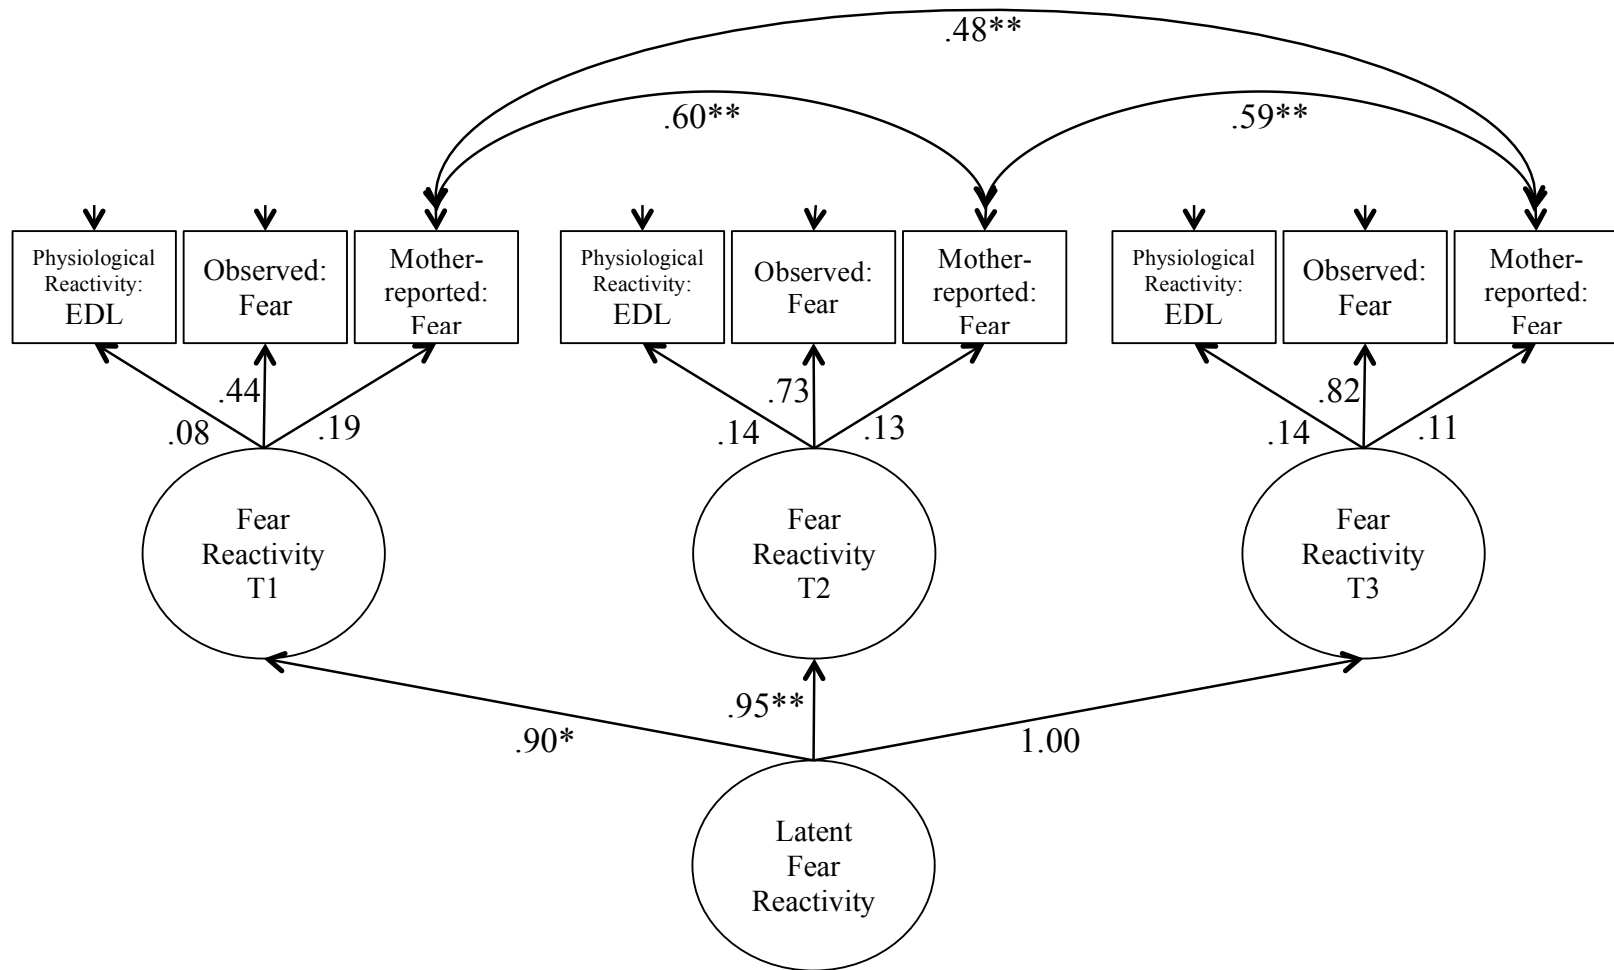 .48**
.60**
.59**
Physiological
Reactivity:
EDL
Observed:
Fear
Mother-
reported:
Fear
Physiological
Reactivity:
EDL
Observed:
Fear
Mother-
reported:
Fear
Physiological
Reactivity:
EDL
Observed:
Fear
Mother-
reported:
Fear
.08
.44
.19
.14
.73
.13
.14
.82
.11
Fear
Reactivity
T1
Fear
Reactivity
T2
Fear
Reactivity
T3
.90*
.95**
1.00
Latent
Fear
Reactivity